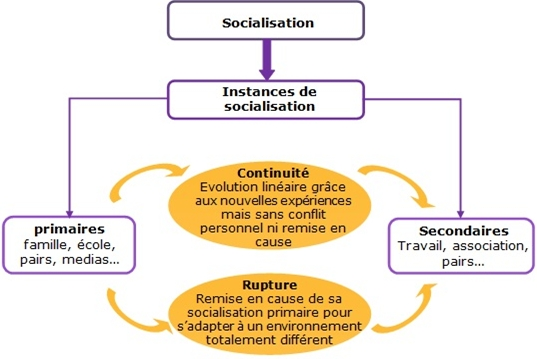 Socialisation
Instances de
socialisation
Continuité
Evolution linéaire grâce
aux nouvelles expériences
mais sans conflit
personnel ni remise en
cause
primaires
famille, école,
pairs, medias...
Secondaires
Travail, association,
pairs...
Rupture
Remise en cause de sa
socialisation primaire pour
s’adapter à un environnement
totalement différent